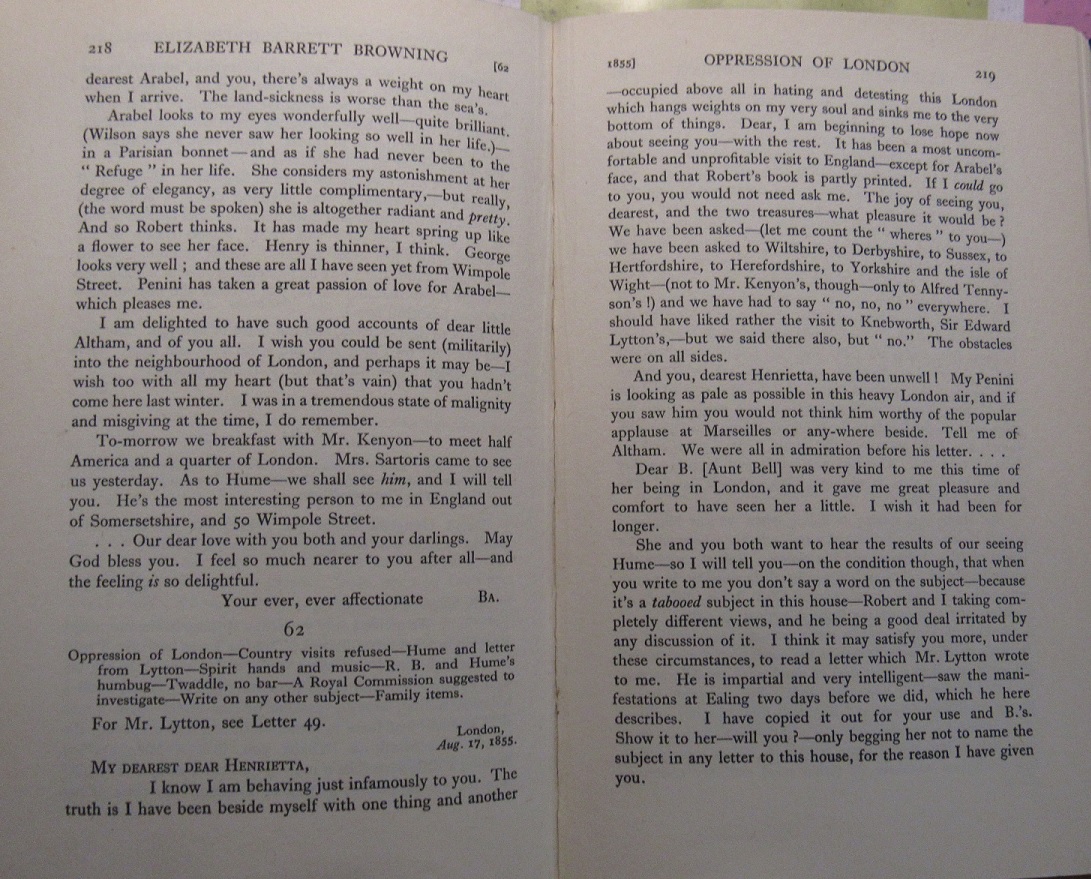 218 ELIZABETH BARRETT BROWNING [62
dearest Arabel, and you, there's always a weight on my heart
when I arrive. The land-sickness is worse than the sea's.
Arabel looks to my eyes wonderfully well—quite brilliant.
(Wilson says she never saw her looking so well in her life.)—
in a Parisian bonnet—and as if she had never been to the
" Refuge " in her life. She considers my astonishment at her
degree of elegancy, as very little complimentary,—but really,
(the word must be spoken) she is altogether radiant and pretty.
And so Robert thinks. It has made my heart spring up like
a flower to see her face. Henry is thinner, I think. George
looks very well ; and these are all I have seen yet from Wimpole
Street. Penini has taken a great passion of love for Arabel—
which pleases me.
I am delighted to have such good accounts of dear little
Altham, and of you all. I wish you could be sent (militarily)
into the neighbourhood of London, and perhaps it may be—I
wish too with all my heart (but that's vain) that you hadn't
come here last winter. I was in a tremendous state of malignity
and misgiving at the time, I do remember.
To-morrow we breakfast with Mr. Kenyon—to meet half
America and a quarter of London. Mrs. Sartoris came to see
us yesterday. As to Hume—we shall see him, and I will tell
you. He's the most interesting person to me in England out
of Somersetshire, and 50 Wimpole Street.
. . . Our dear love with you both and your darlings. May
God bless you. I feel so much nearer to you after all—and
the feeling is so delightful.
Your ever, ever affectionate BA.
62
Oppression of London—Country visits refused—Hume and letter
from Lytton—Spirit hands and music—R. B. and Hume's
humbug—Twaddle, no bar—A Royal Commission suggested to
investigate—Write on any other subject—Family items.
For Mr. Lytton, see Letter 49.
London,
Aug. 17, 1855.
MY DEAREST DEAR HENRIETTA,
I know I am behaving just infamously to you. The
truth is I have been beside myself with one thing and another
1855] OPPRESSION OF LONDON 219
—occupied above all in hating and detesting this London
which hangs weights on my very soul and sinks me to the very
bottom of things. Dear, I am beginning to lose hope now
about seeing you—with the rest. It has been a most uncom-
fortable and unprofitable visit to England—except for Arabel's
face, and that Robert's book is partly printed. If I could go
to you, you would not need ask me. The joy of seeing you,
dearest, and the two treasures—what pleasure it would be ?
We have been asked—(let me count the " wheres " to you—)
we have been asked to Wiltshire, to Derbyshire, to Sussex, to
Hertfordshire, to Herefordshire, to Yorkshire and the isle of
Wight—(not to Mr. Kenyon's, though—only to Alfred Tenny-
son's !) and we have had to say " no, no, no " everywhere. I
should have liked rather the visit to Knebworth, Sir Edward
Lytton's,—but we said there also, but " no." The obstacles
were on all sides.
And you, dearest Henrietta, have been unwell ! My Penini
is looking as pale as possible in this heavy London air, and if
you saw him you would not think him worthy of the popular
applause at Marseilles or any-where beside. Tell me of
Altham. We were all in admiration before his letter. . . .
Dear B. [Aunt Bell] was very kind to me this time of
her being in London, and it gave me great pleasure and
comfort to have seen her a little. I wish it had been for
longer.
She and you both want to hear the results of our seeing
Hume—so I will tell you—on the condition though, that when
you write to me you don't say a word on the subject—because
it's a tabooed subject in this house—Robert and I taking com-
pletely different views, and he being a good deal irritated by
any discussion of it. I think it may satisfy you more, under
these circumstances, to read a letter which Mr. Lytton wrote
to me. He is impartial and very intelligent—saw the mani-
festations at Ealing two days before we did, which he here
describes. I have copied it out for your use and B.'s.
Show it to her—will you ?—only begging her not to name the
subject in any letter to this house, for the reason I have given
you.